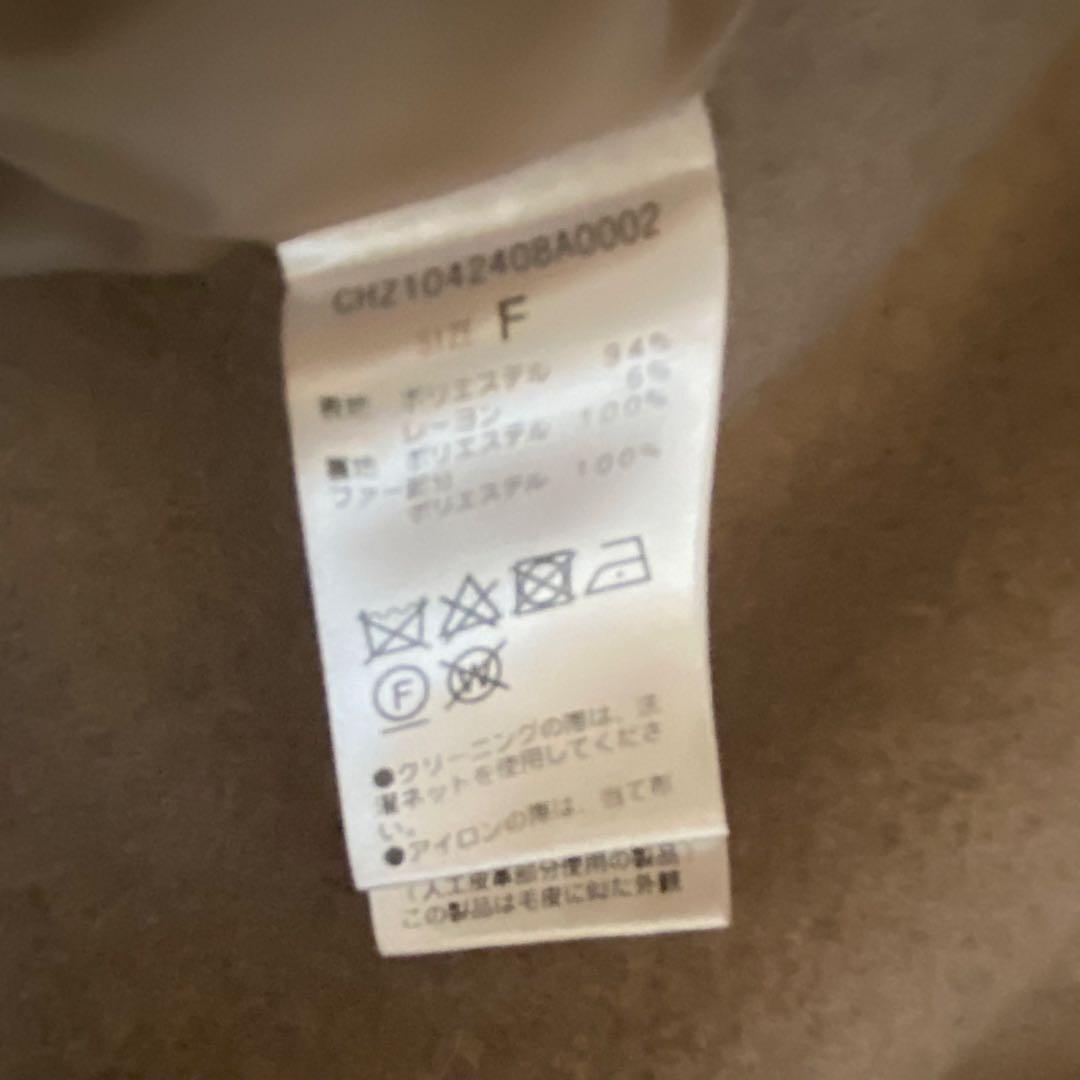 CHZ1042408A0002
SIZE F
表地 ポリエステル 94%
レーヨン 6%
裏地 ポリエステル 100%
ファー部分
ポリエステル 100%
F
W
●クリーニングの際は、洗
濯ネットを使用してくださ
い。
●アイロンの際は、当て布
(人工皮革部分使用の製品)
この製品は毛皮に似た外観